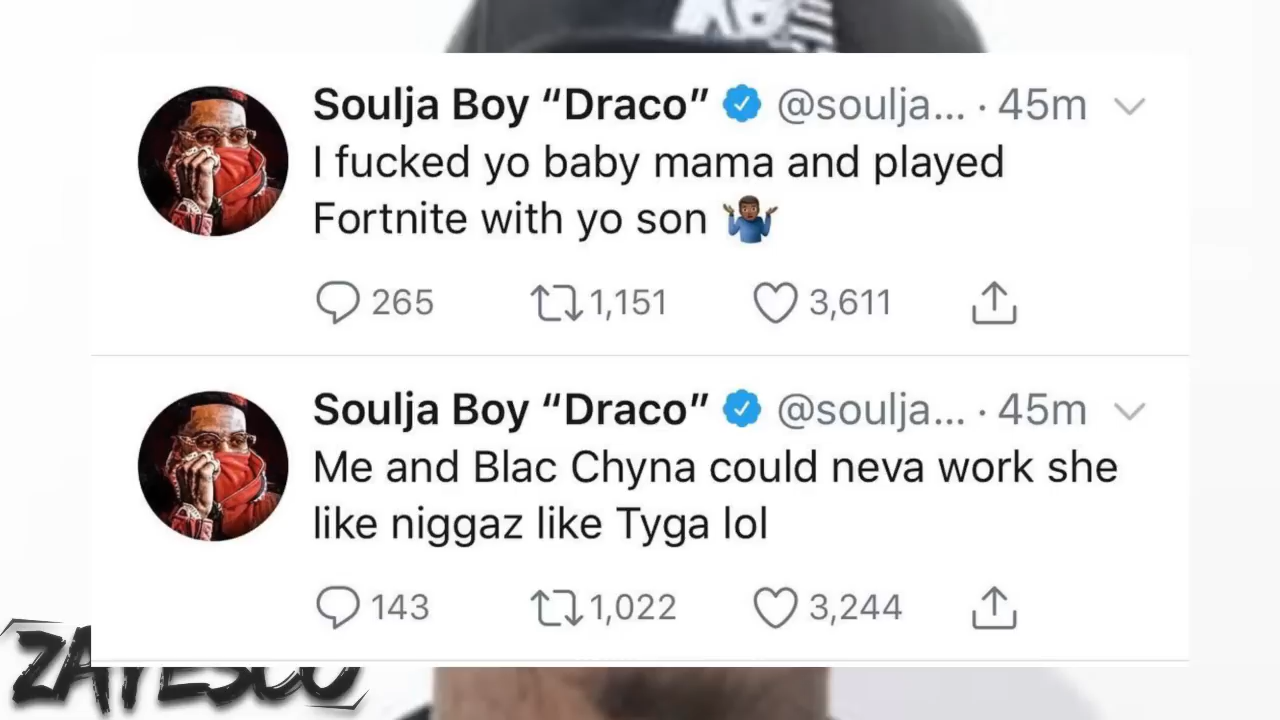 Soulja Boy “Draco” @soulja... · 45m
I fucked yo baby mama and played
Fortnite with yo son 🤷🏾‍♂️
265 1,151 3,611
Soulja Boy “Draco” @soulja... · 45m
Me and Blac Chyna could neva work she
like niggaz like Tyga lol
143 1,022 3,244